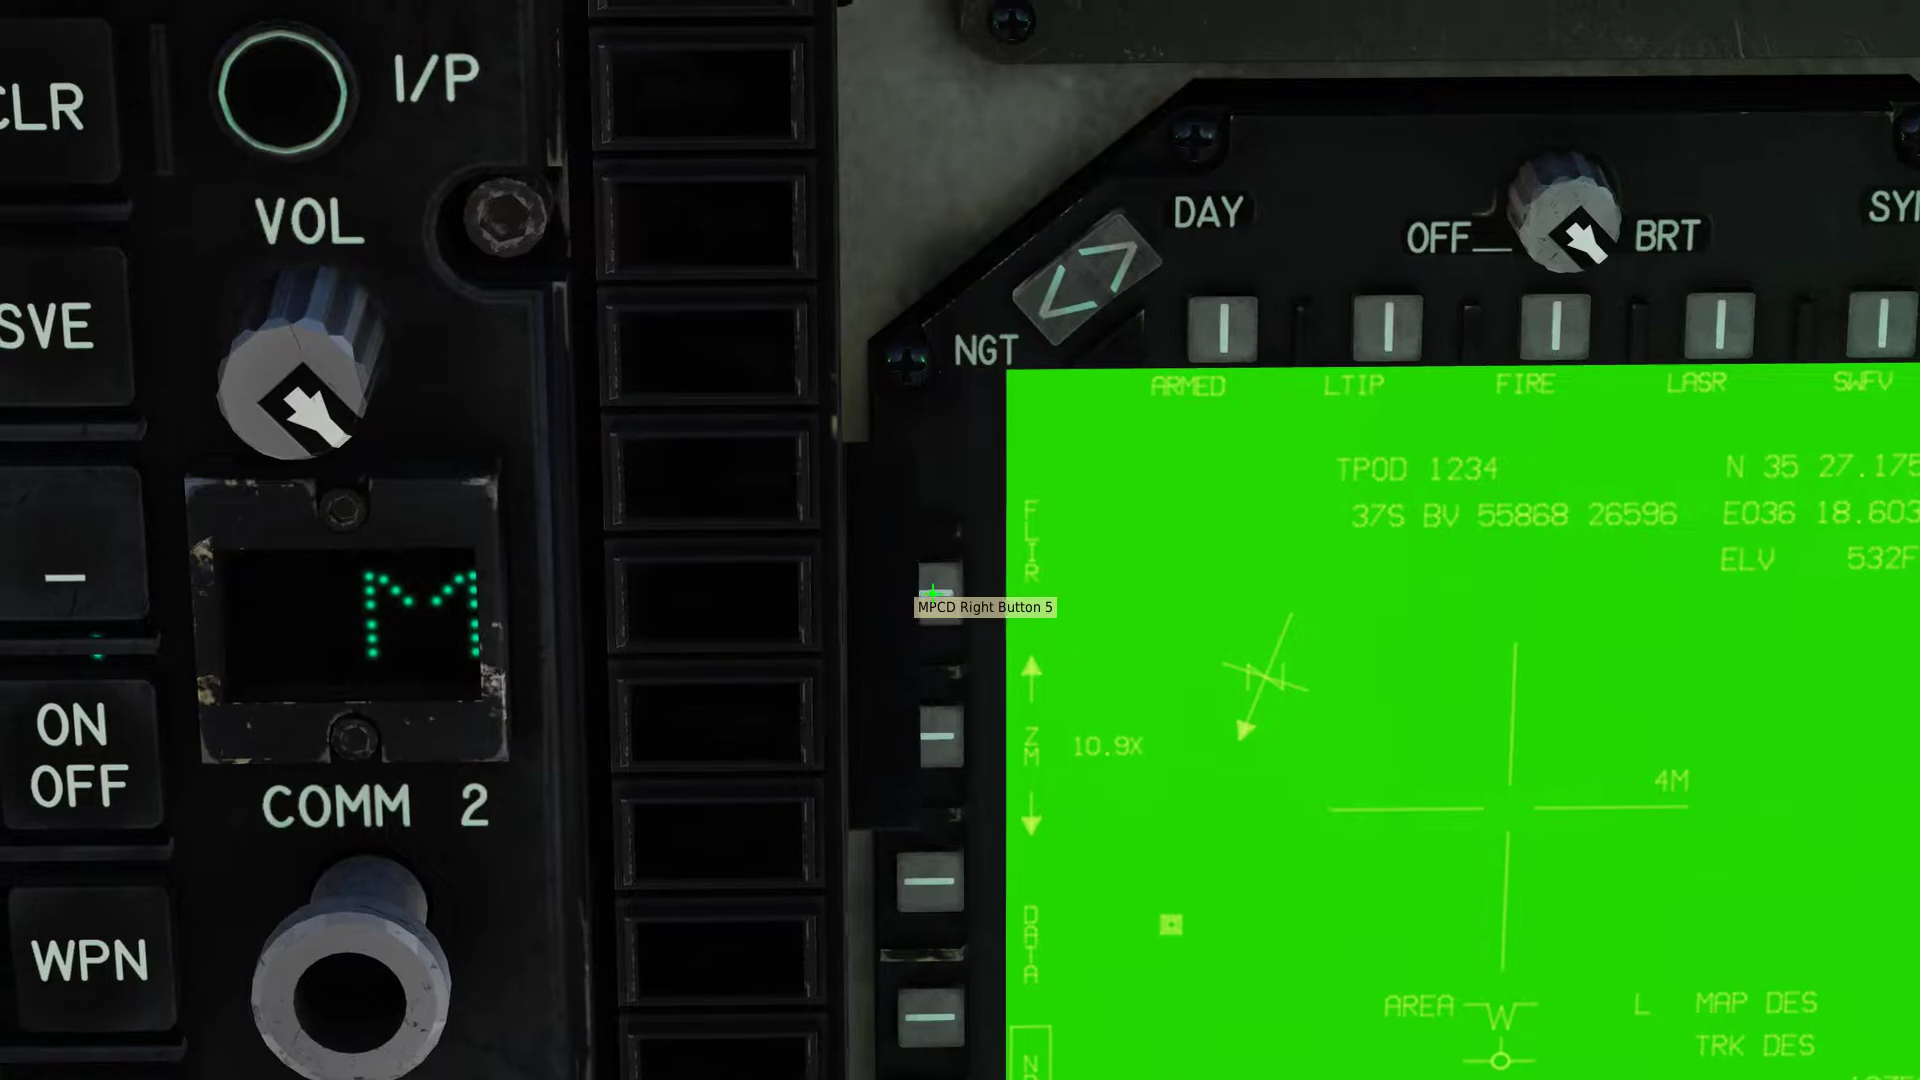 CLR
I/P
VOL
SVE
ON
OFF
COMM 2
WPN
M
DAY
NGT
OFF
BRT
ARMED LTIP FIRE LASR SWFV
TPOD 1234
37S BV 55868 26596
N 35 27.175
E036 18.603
ELV 532F
FLIR
MPCD Right Button 5
ZM
10.9X
4M
DATA
AREA
W
L MAP DES
TRK DES